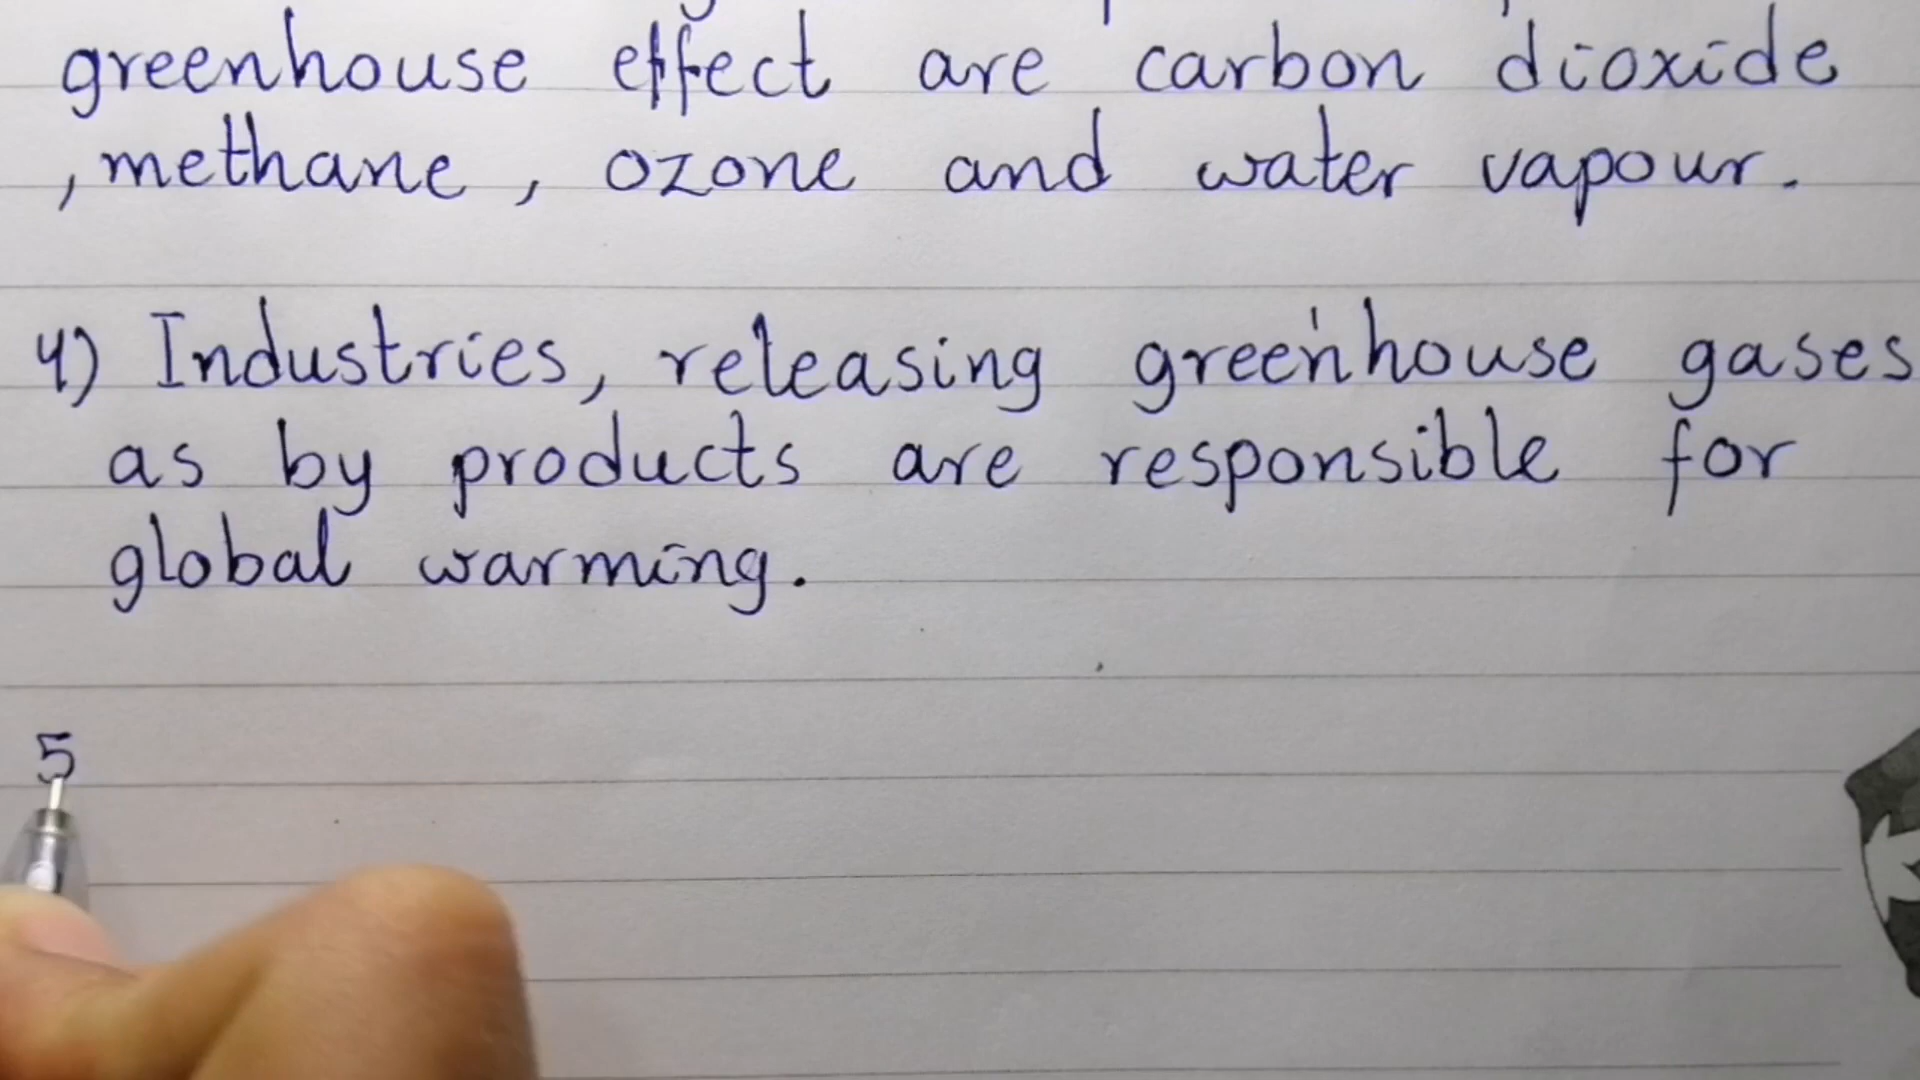 greenhouse effect are carbon dioxide
, methane , ozone and water vapour.
4) Industries, releasing greenhouse gases
as by products are responsible for
global warming.
5